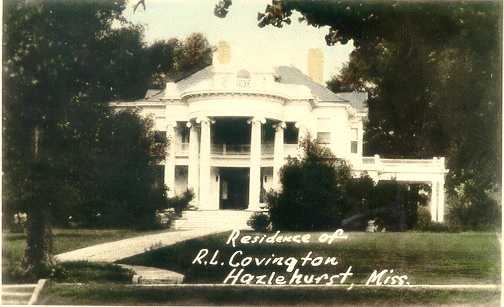 Residence of
R.L. Covington
Hazlehurst, Miss.